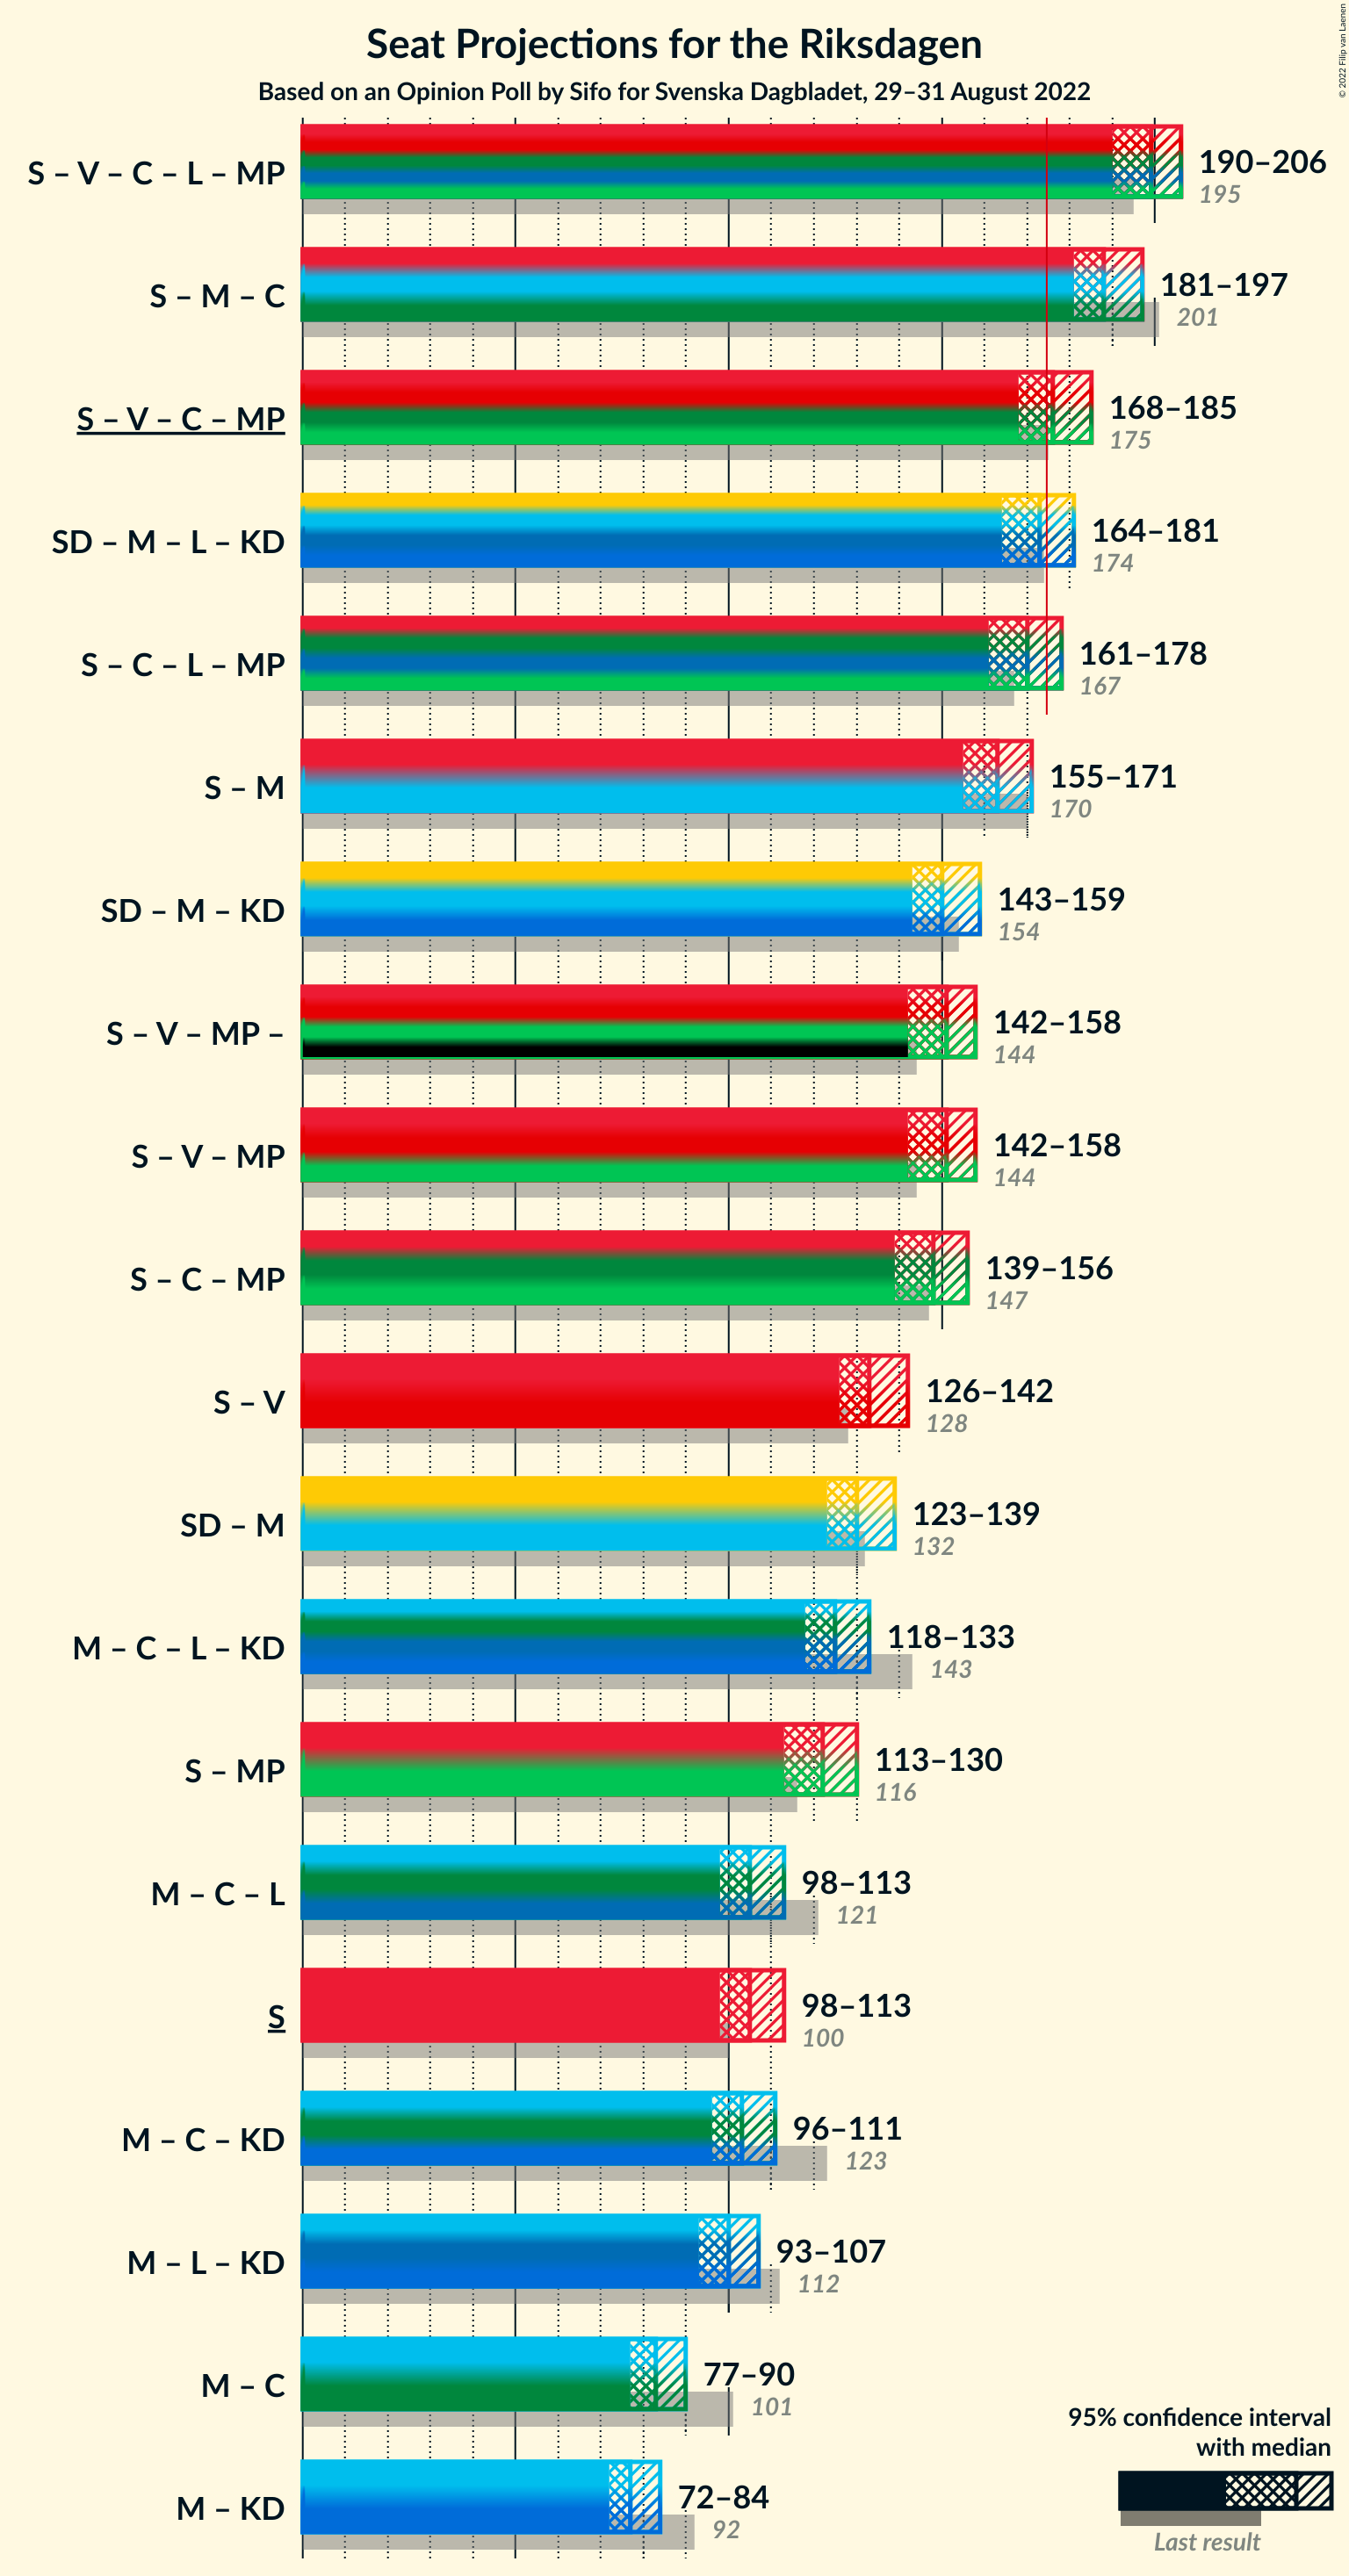 Seat Projections for the Riksdagen
Based on an Opinion Poll by Sifo for Svenska Dagbladet, 29–31 August 2022
© 2022 Filip van Laenen
S – V – C – L – MP
190–206
195
S – M – C
181–197
201
S – V – C – MP
168–185
175
SD – M – L – KD
164–181
174
S – C – L – MP
161–178
167
S – M
155–171
170
SD – M – KD
143–159
154
S – V – MP –
142–158
144
S – V – MP
142–158
144
S – C – MP
139–156
147
S – V
126–142
128
SD – M
123–139
132
M – C – L – KD
118–133
143
S – MP
113–130
116
M – C – L
98–113
121
S
98–113
100
M – C – KD
96–111
123
M – L – KD
93–107
112
M – C
77–90
101
M – KD
72–84
92
95% confidence interval
with median
Last result